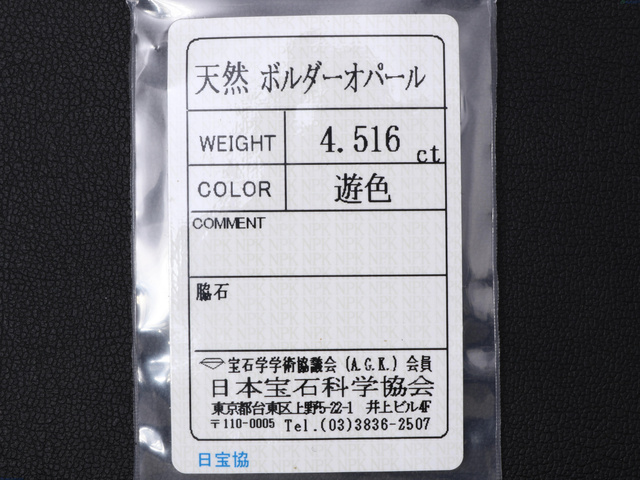 天然 ボルダーオパール
WEIGHT 4.516 ct
COLOR 遊色
COMMENT
脇石
宝石学学術協議会 (A.G.K.) 会員
日本宝石科学協会
東京都台東区上野5-22-1 井上ビル4F
〒110-0005 Tel.(03)3836-2507
日宝協